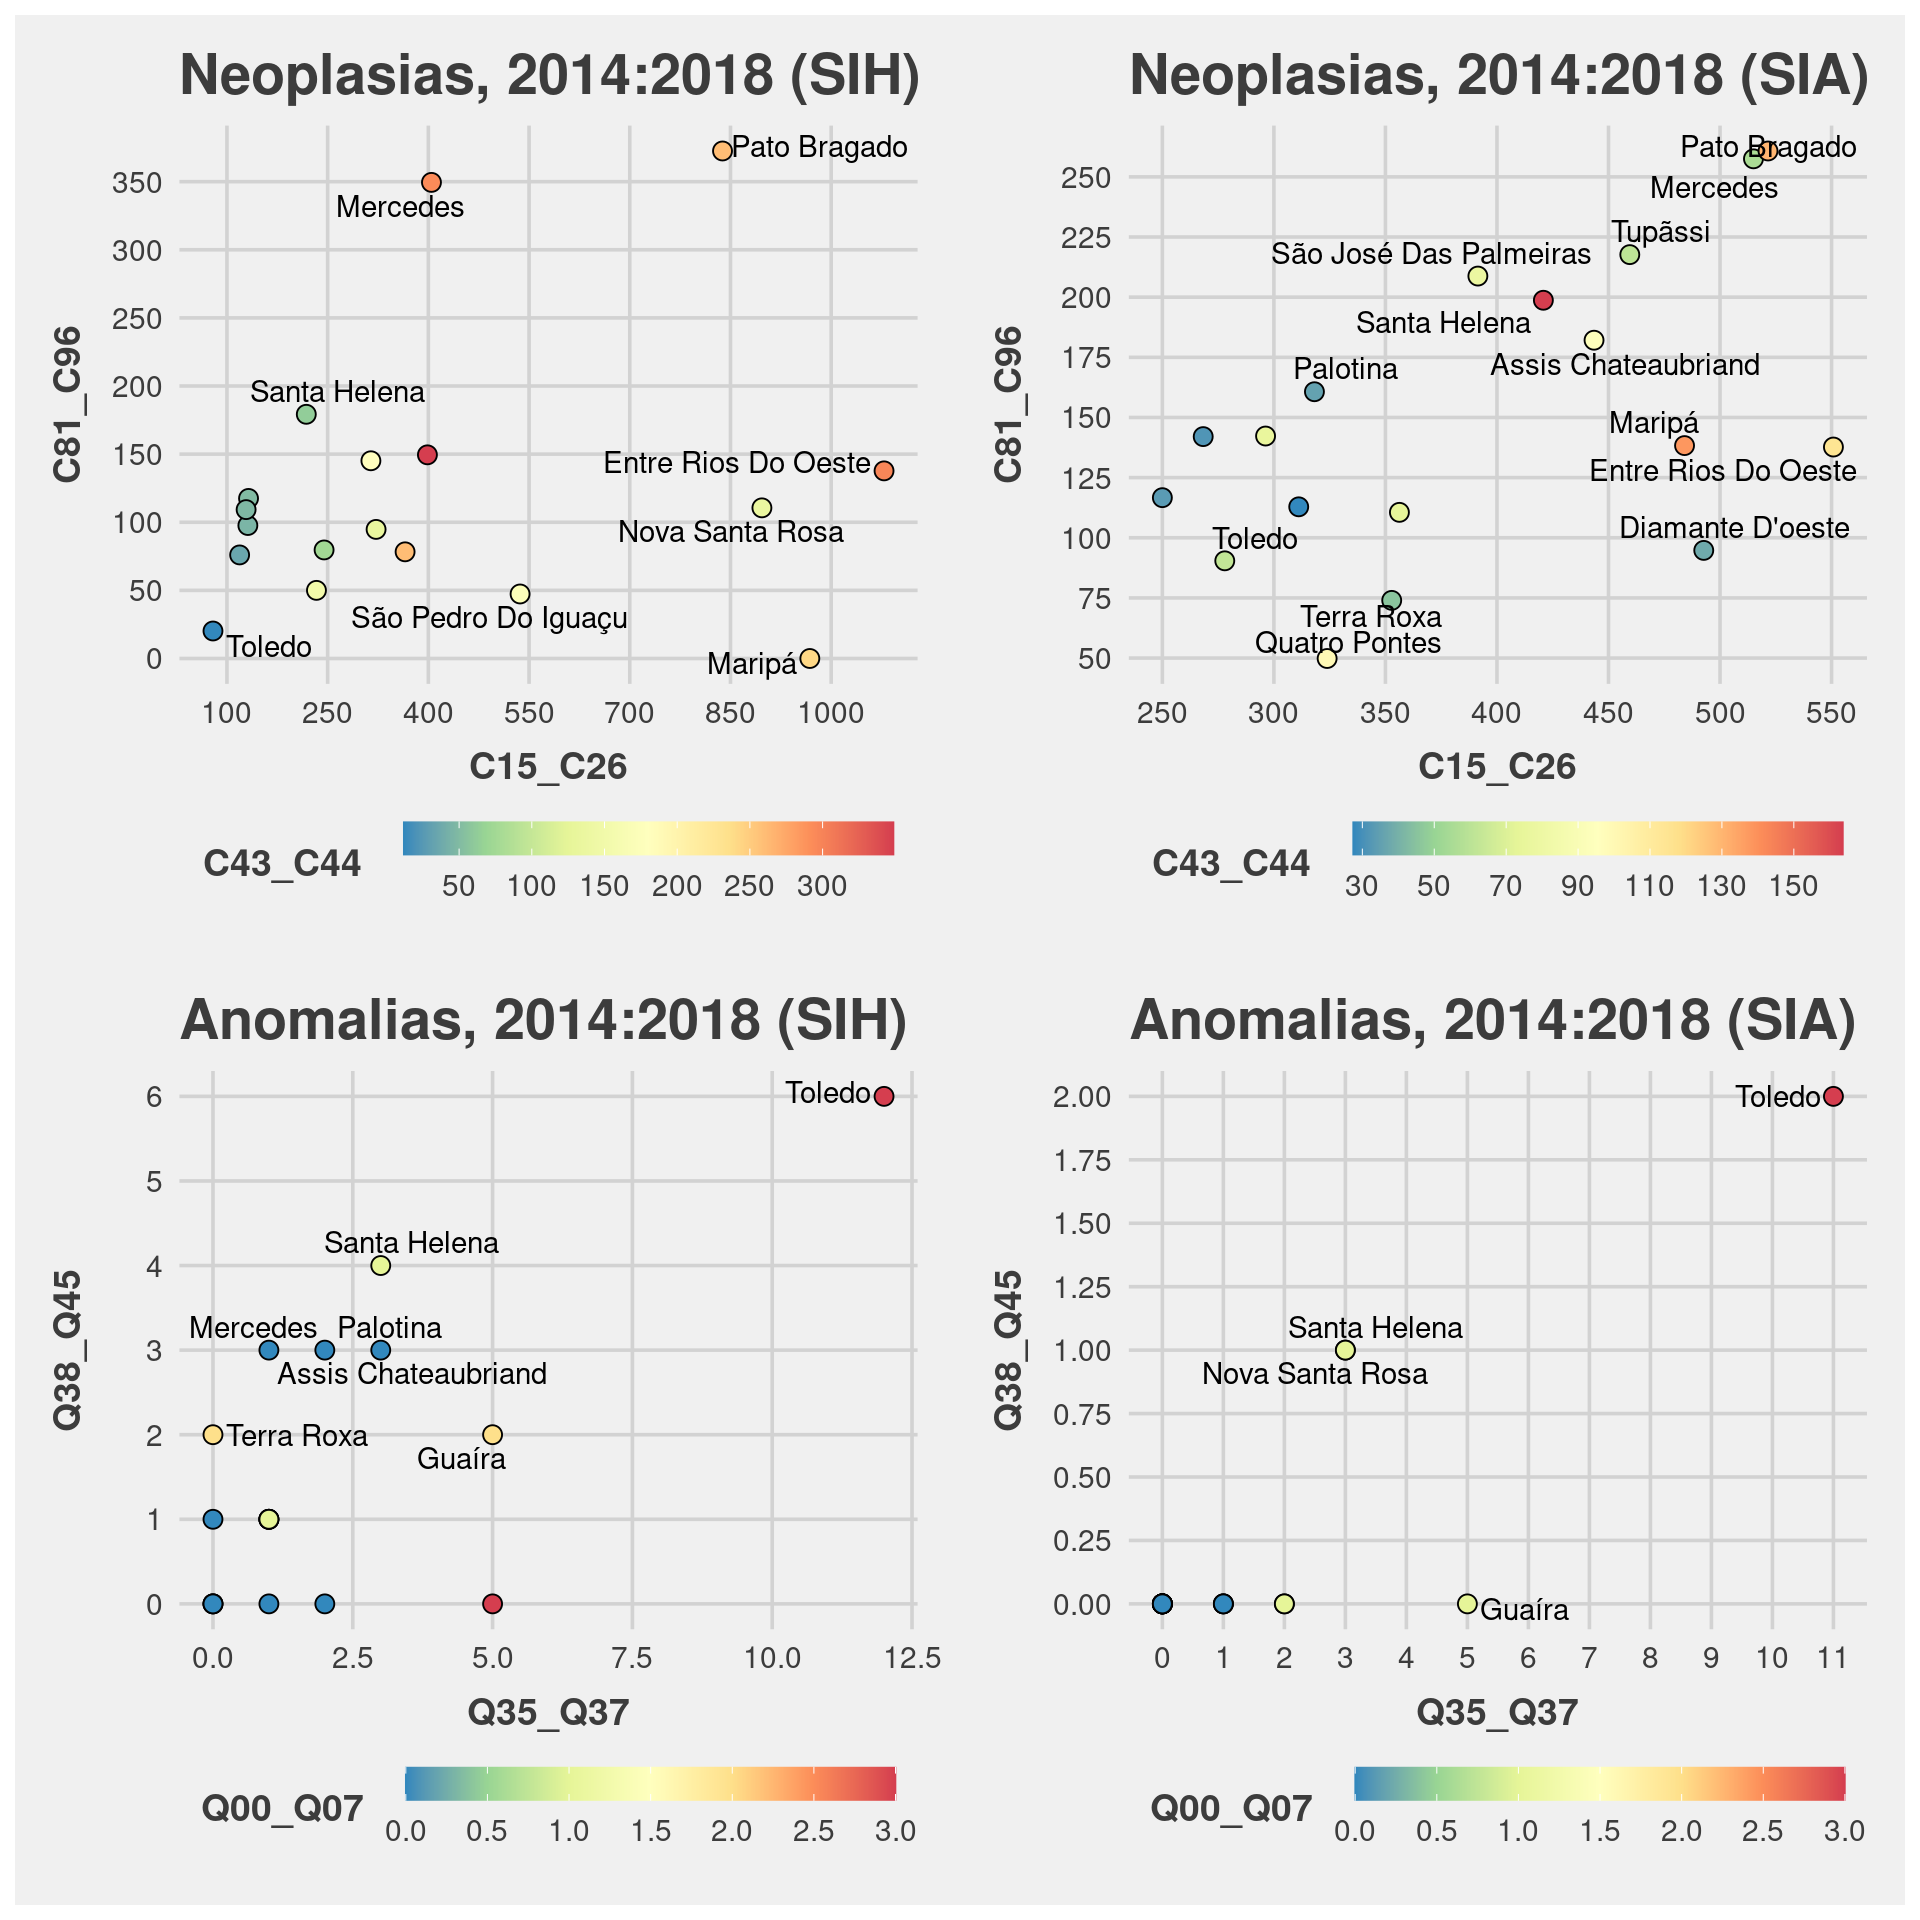 Neoplasias, 2014:2018 (SIH)
Pato Bragado
Mercedes
Santa Helena
Entre Rios Do Oeste
Nova Santa Rosa
São Pedro Do Iguaçu
Toledo
Maripá
350
300
250
200
150
100
50
0
C81_C96
100 250 400 550 700 850 1000
C15_C26
C43_C44
50 100 150 200 250 300
Neoplasias, 2014:2018 (SIA)
Pato Bragado
Mercedes
Tupãssi
São José Das Palmeiras
Santa Helena
Assis Chateaubriand
Palotina
Maripá
Entre Rios Do Oeste
Diamante D'oeste
Toledo
Terra Roxa
Quatro Pontes
250
225
200
175
150
125
100
75
50
C81_C96
250 300 350 400 450 500 550
C15_C26
C43_C44
30 50 70 90 110 130 150
Anomalias, 2014:2018 (SIH)
Toledo
Santa Helena
Mercedes Palotina
Assis Chateaubriand
Terra Roxa
Guaíra
6
5
4
3
2
1
0
Q38_Q45
0.0 2.5 5.0 7.5 10.0 12.5
Q35_Q37
Q00_Q07
0.0 0.5 1.0 1.5 2.0 2.5 3.0
Anomalias, 2014:2018 (SIA)
Toledo
Santa Helena
Nova Santa Rosa
Guaíra
2.00
1.75
1.50
1.25
1.00
0.75
0.50
0.25
0.00
Q38_Q45
0 1 2 3 4 5 6 7 8 9 10 11
Q35_Q37
Q00_Q07
0.0 0.5 1.0 1.5 2.0 2.5 3.0